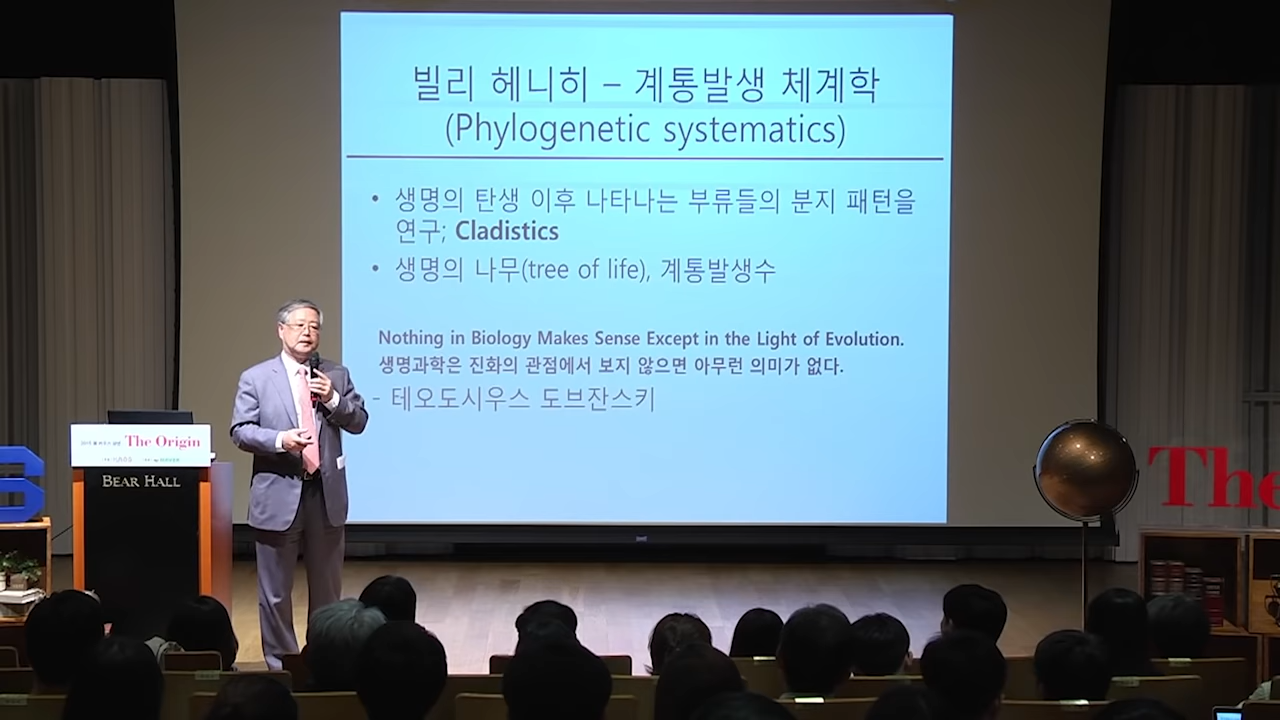 빌리 헤니히 – 계통발생 체계학
(Phylogenetic systematics)
• 생명의 탄생 이후 나타나는 부류들의 분지 패턴을
연구; Cladistics
• 생명의 나무(tree of life), 계통발생수
Nothing in Biology Makes Sense Except in the Light of Evolution.
생명과학은 진화의 관점에서 보지 않으면 아무런 의미가 없다.
- 테오도시우스 도브잔스키
The Origin
BEAR HALL
The